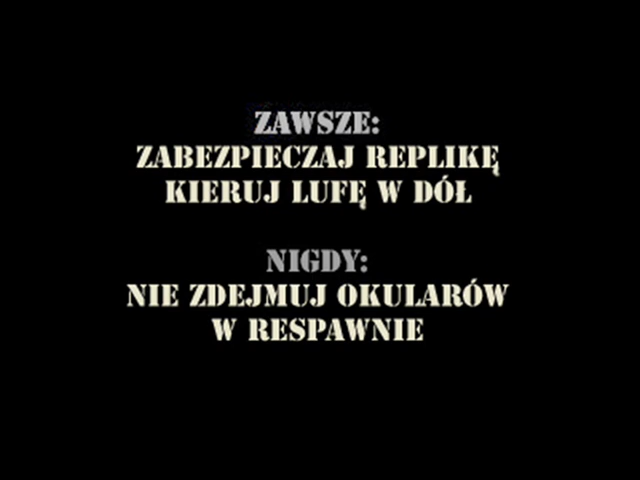 ZAWSZE:
ZABEZPIECZAJ REPLIKĘ
KIERUJ LUFĘ W DÓŁ
NIGDY:
NIE ZDEJMUJ OKULARÓW
W RESPAWNIE